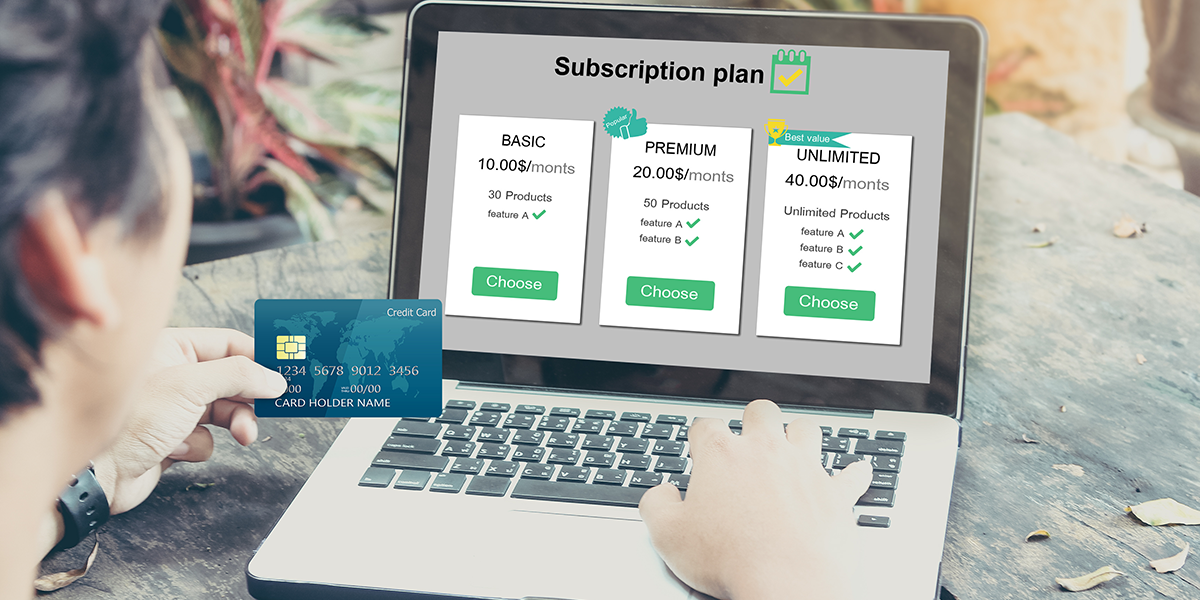 Subscription plan
BASIC
10.00$/monts
30 Products
feature A
Choose
Popular
PREMIUM
20.00$/monts
50 Products
feature A
feature B
Choose
Best value
UNLIMITED
40.00$/monts
Unlimited Products
feature A
feature B
feature C
Choose
Credit Card
1234 5678 9012 3456
00/00
CARD HOLDER NAME